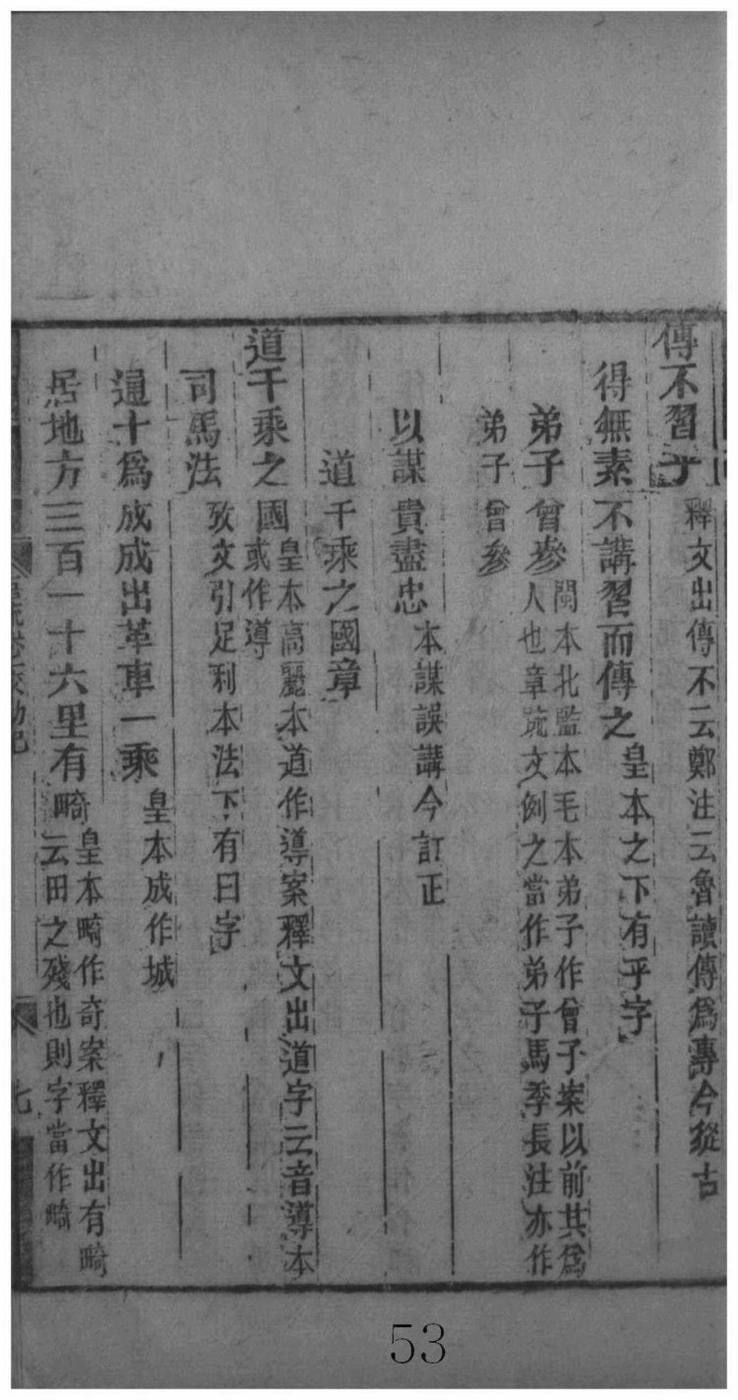 傳不習乎釋文出傳不云鄭注云魯讀傳爲專今從古
得無素不講習而傳之皇本之下有乎字
弟子曾參閩本北監本毛本弟子作曾子案以前其爲
人也章疏文例之當作弟子馬季長注亦作
弟子曾參
以謀貴盡忠本謀誤講今訂正
道千乘之國章
道千乘之國皇本高麗本道作導案釋文出道字云音導本
或作導
司馬法攷文引足利本法下有曰字
通十爲成成出革車一乘皇本成作城
居地方三百一十六里有畸皇本畸作奇案釋文出有畸
云田之殘也則字當作畸
七
53